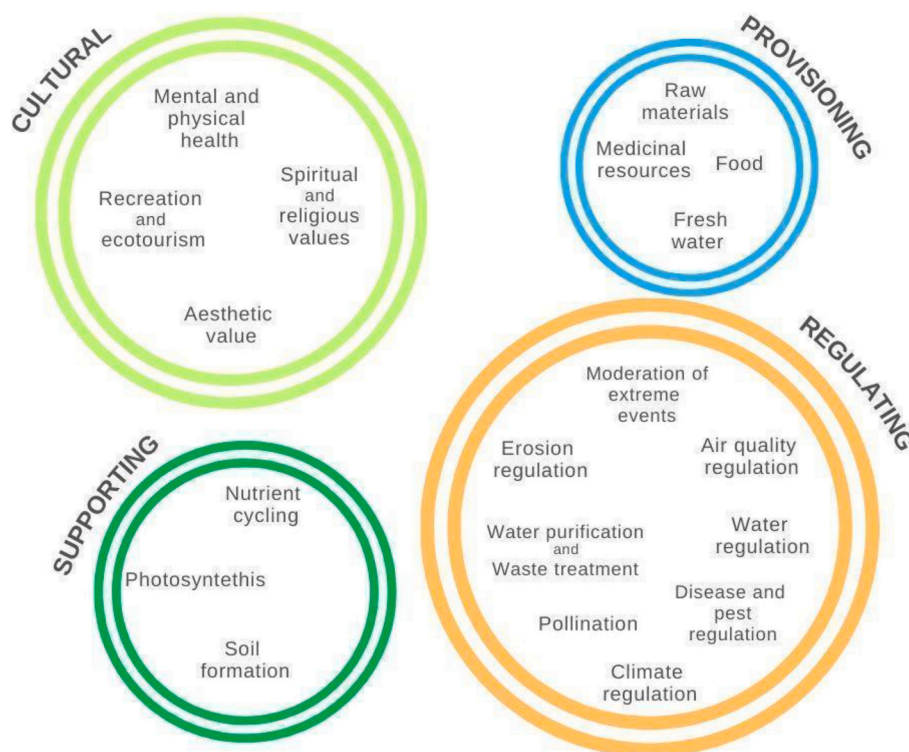 CULTURAL
Mental and
physical
health
Recreation
and
ecotourism
Spiritual
and
religious
values
Aesthetic
value
PROVISIONING
Raw
materials
Medicinal
resources
Food
Fresh
water
SUPPORTING
Nutrient
cycling
Photosyntethis
Soil
formation
REGULATING
Moderation of
extreme
events
Erosion
regulation
Air quality
regulation
Water purification
and
Waste treatment
Water
regulation
Pollination
Disease and
pest
regulation
Climate
regulation